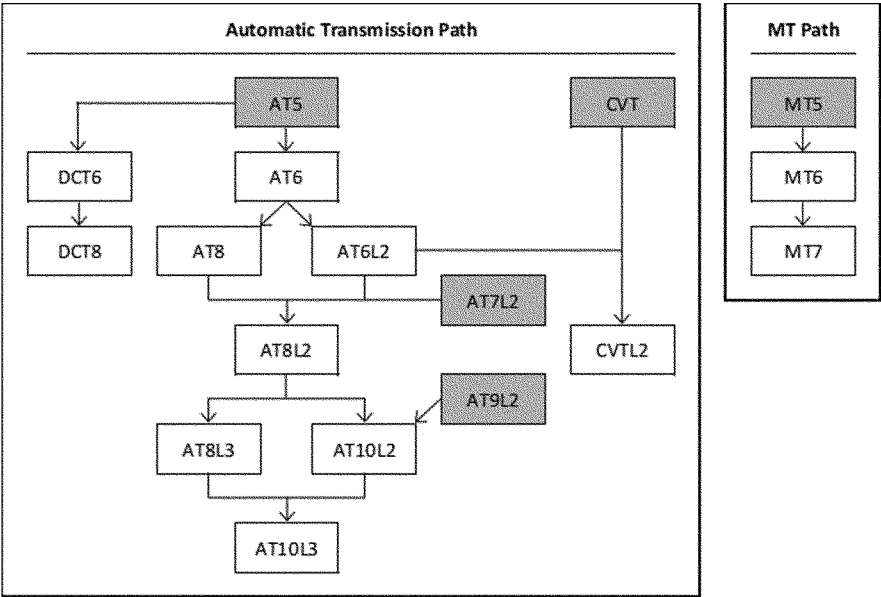 Automatic Transmission Path
MT Path
AT5
CVT
MT5
DCT6
AT6
MT6
DCT8
AT8
AT6L2
MT7
AT7L2
AT8L2
CVTL2
AT9L2
AT8L3
AT10L2
AT10L3